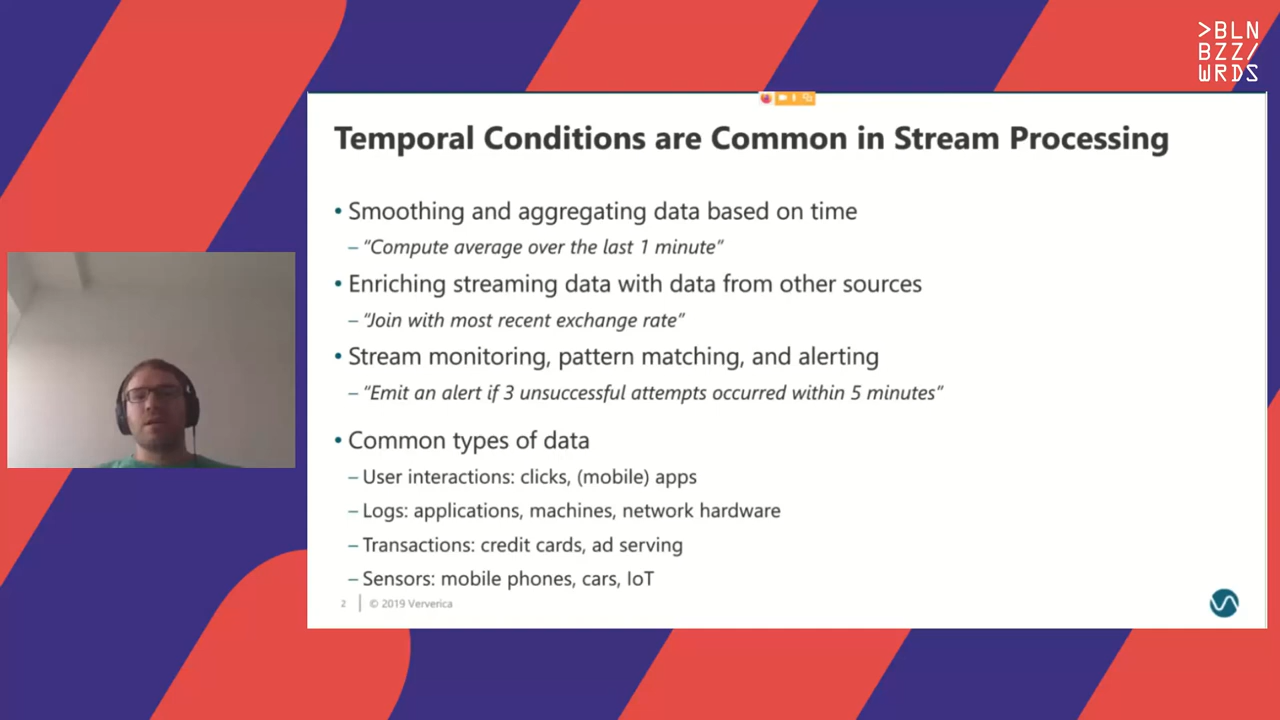 >BLN
BZZ/
WRDS
Temporal Conditions are Common in Stream Processing
• Smoothing and aggregating data based on time
– “Compute average over the last 1 minute”
• Enriching streaming data with data from other sources
– “Join with most recent exchange rate”
• Stream monitoring, pattern matching, and alerting
– “Emit an alert if 3 unsuccessful attempts occurred within 5 minutes”
• Common types of data
– User interactions: clicks, (mobile) apps
– Logs: applications, machines, network hardware
– Transactions: credit cards, ad serving
– Sensors: mobile phones, cars, IoT
2 | © 2019 Ververica